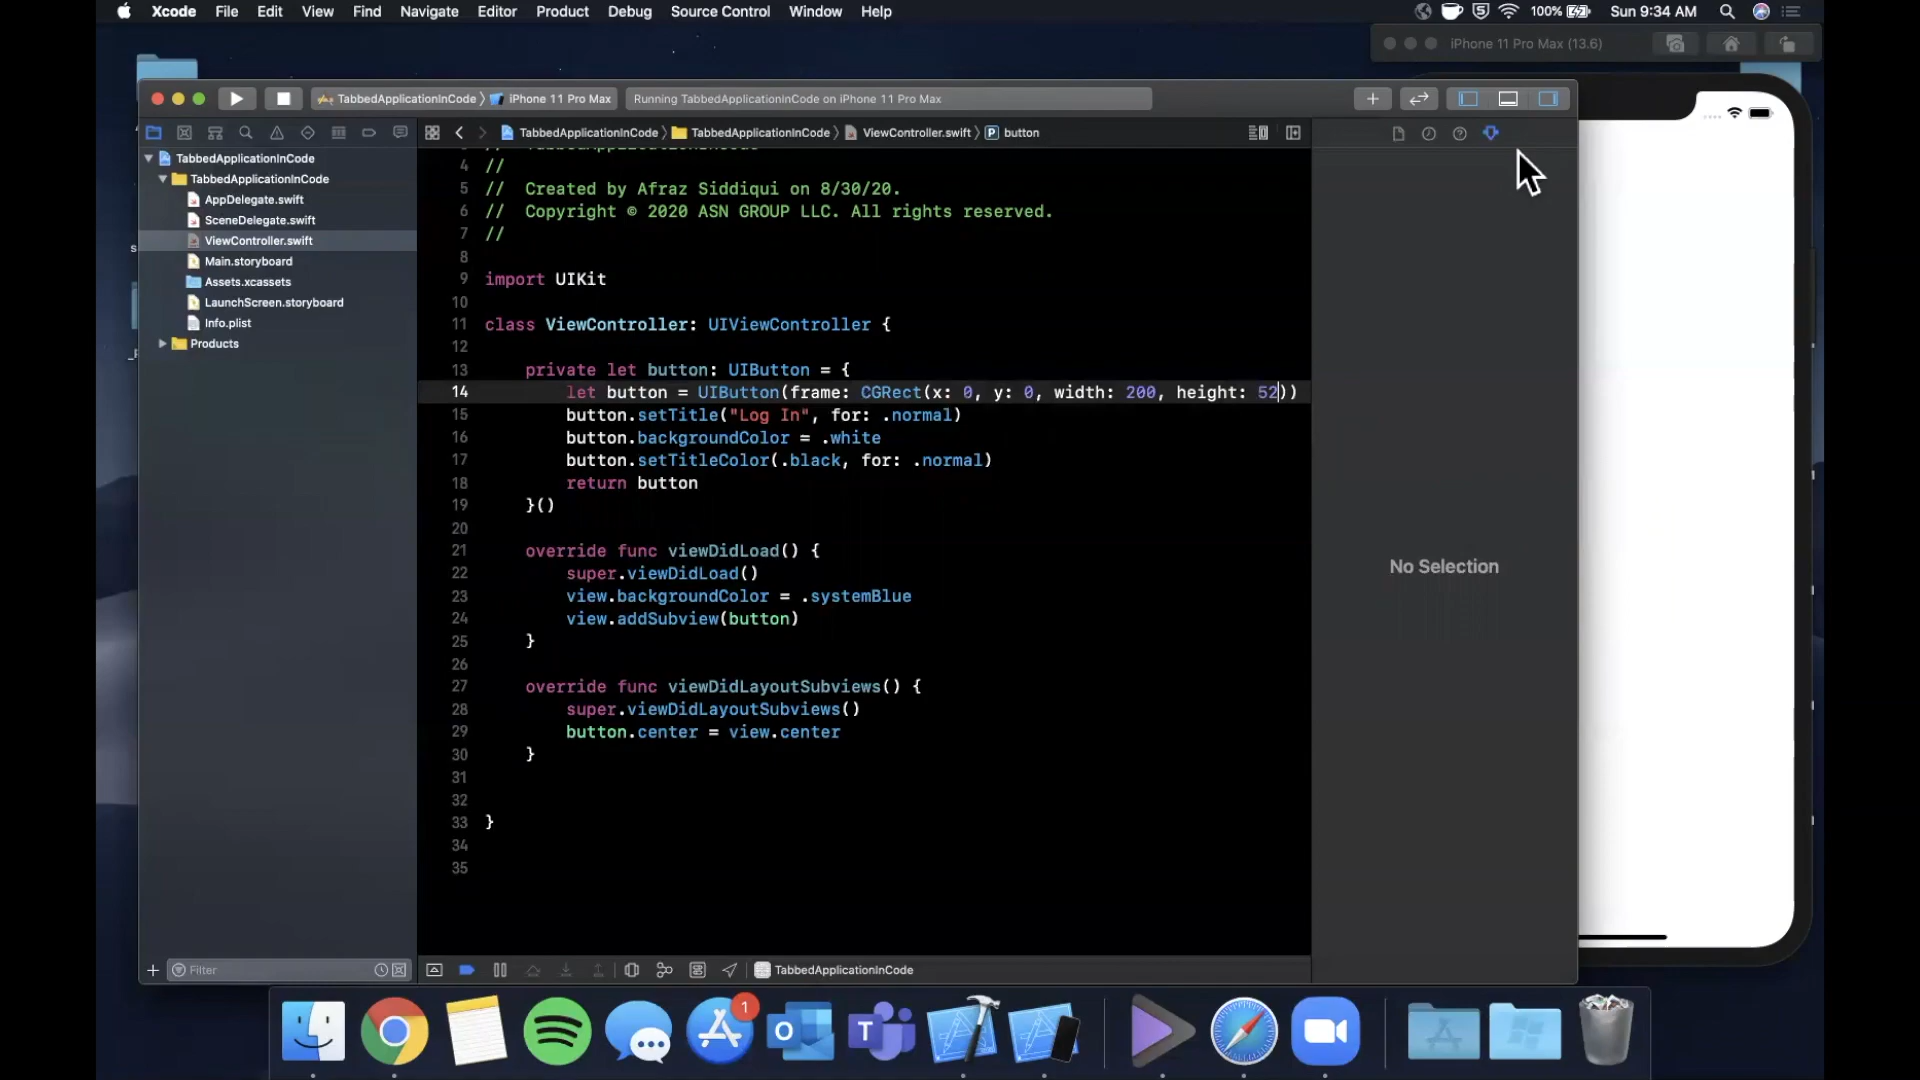 Xcode File Edit View Find Navigate Editor Product Debug Source Control Window Help 100% Sun 9:34 AM
iPhone 11 Pro Max (13.6)
TabbedApplicationInCode iPhone 11 Pro Max Running TabbedApplicationInCode on iPhone 11 Pro Max
TabbedApplicationInCode TabbedApplicationInCode ViewController.swift P button
TabbedApplicationInCode
TabbedApplicationInCode
AppDelegate.swift
SceneDelegate.swift
ViewController.swift
Main.storyboard
Assets.xcassets
LaunchScreen.storyboard
Info.plist
Products
4 //
5 // Created by Afraz Siddiqui on 8/30/20.
6 // Copyright © 2020 ASN GROUP LLC. All rights reserved.
7 //
8
9 import UIKit
10
11 class ViewController: UIViewController {
12
13 private let button: UIButton = {
14 let button = UIButton(frame: CGRect(x: 0, y: 0, width: 200, height: 52))
15 button.setTitle("Log In", for: .normal)
16 button.backgroundColor = .white
17 button.setTitleColor(.black, for: .normal)
18 return button
19 }()
20
21 override func viewDidLoad() {
22 super.viewDidLoad()
23 view.backgroundColor = .systemBlue
24 view.addSubview(button)
25 }
26
27 override func viewDidLayoutSubviews() {
28 super.viewDidLayoutSubviews()
29 button.center = view.center
30 }
31
32
33 }
34
35
No Selection
Filter
TabbedApplicationInCode
1